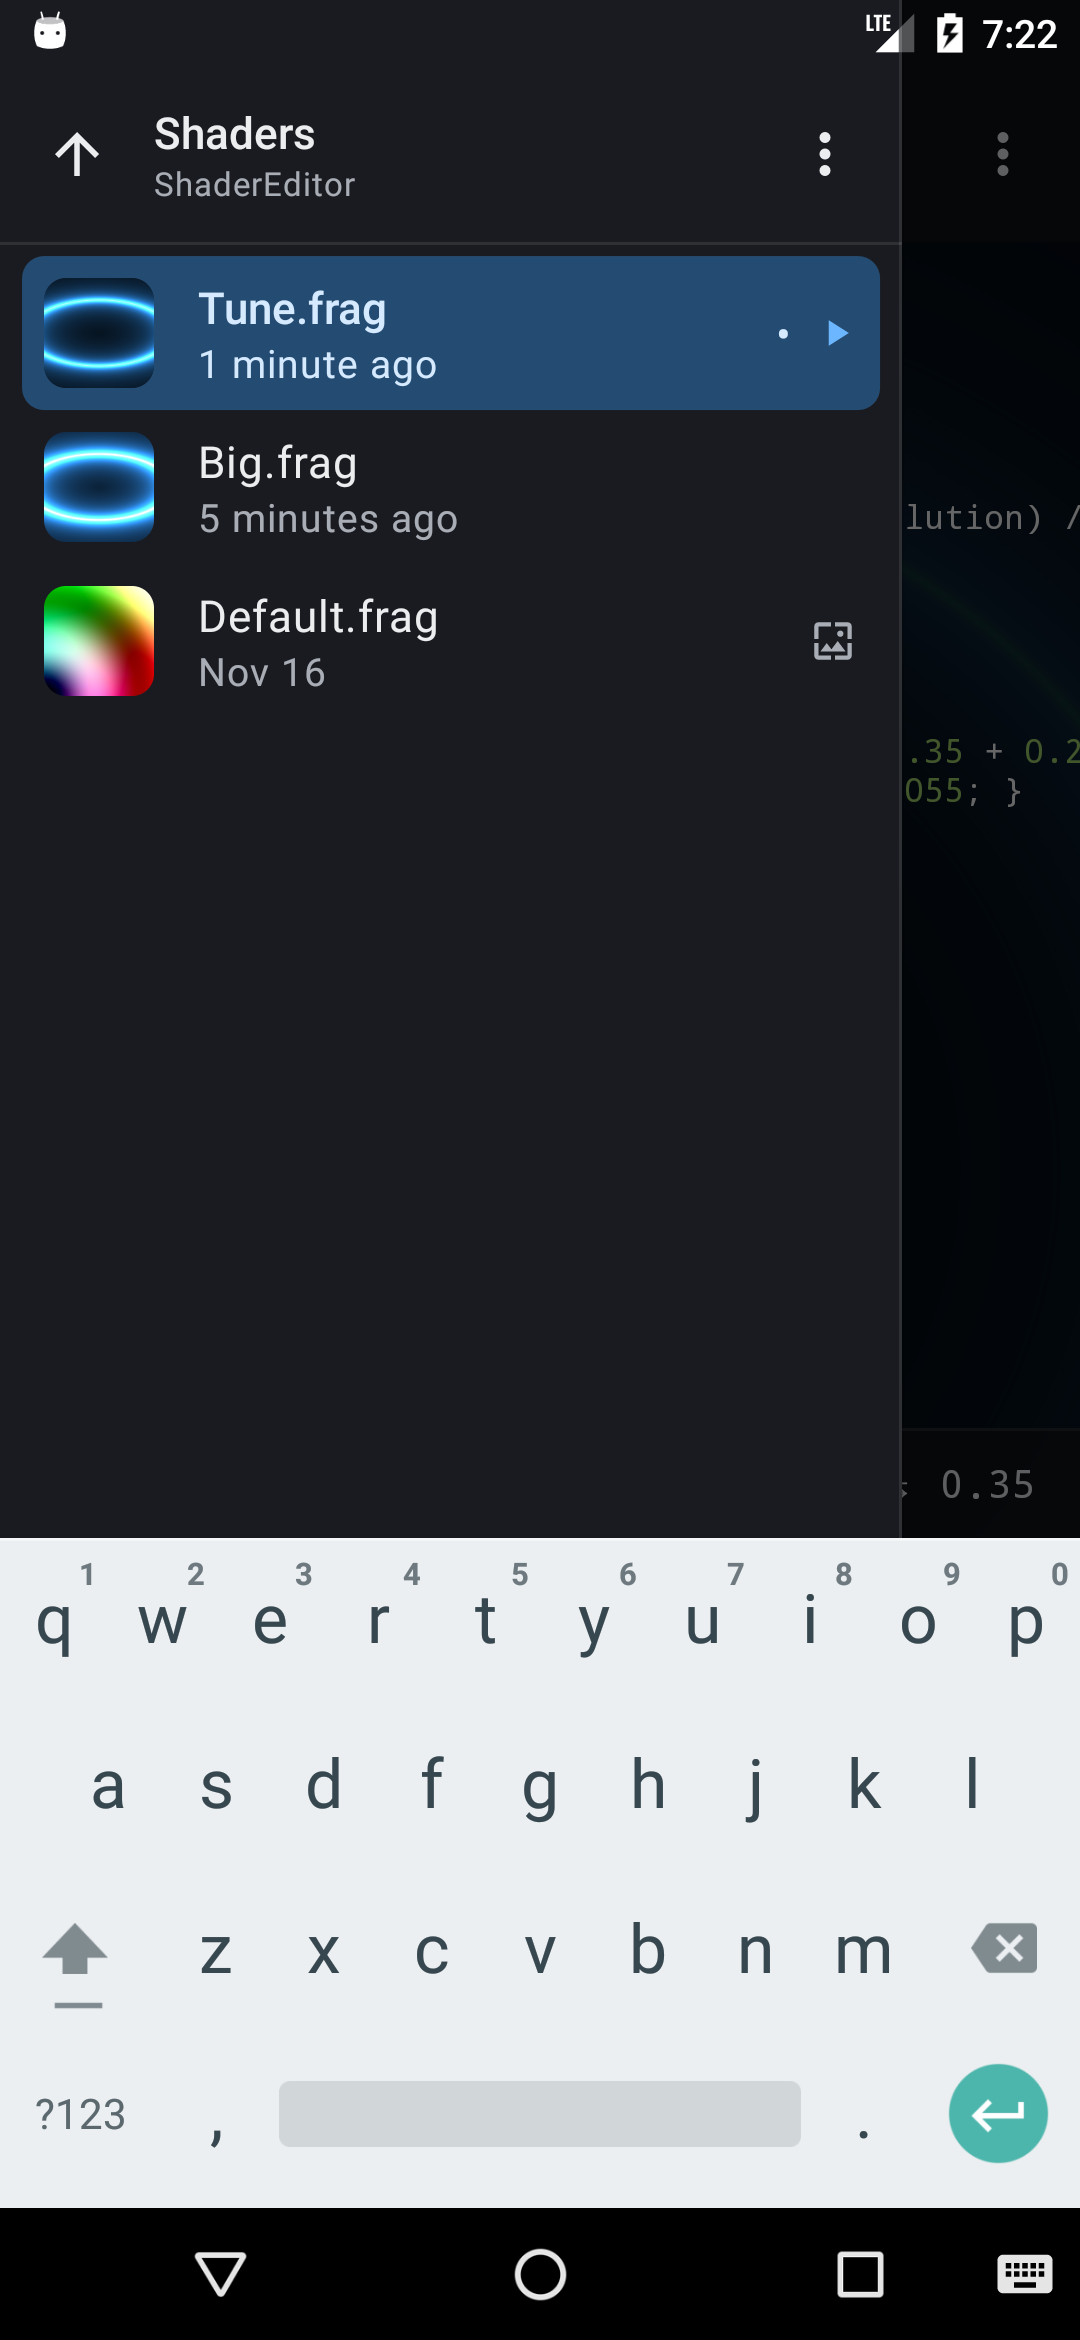 LTE 7:22
Shaders
ShaderEditor
Tune.frag
1 minute ago
Big.frag
5 minutes ago
lution) /
Default.frag
Nov 16
.35 + 0.2
055; }
0.35
1 2 3 4 5 6 7 8 9 0
q w e r t y u i o p
a s d f g h j k l
z x c v b n m
?123 , .